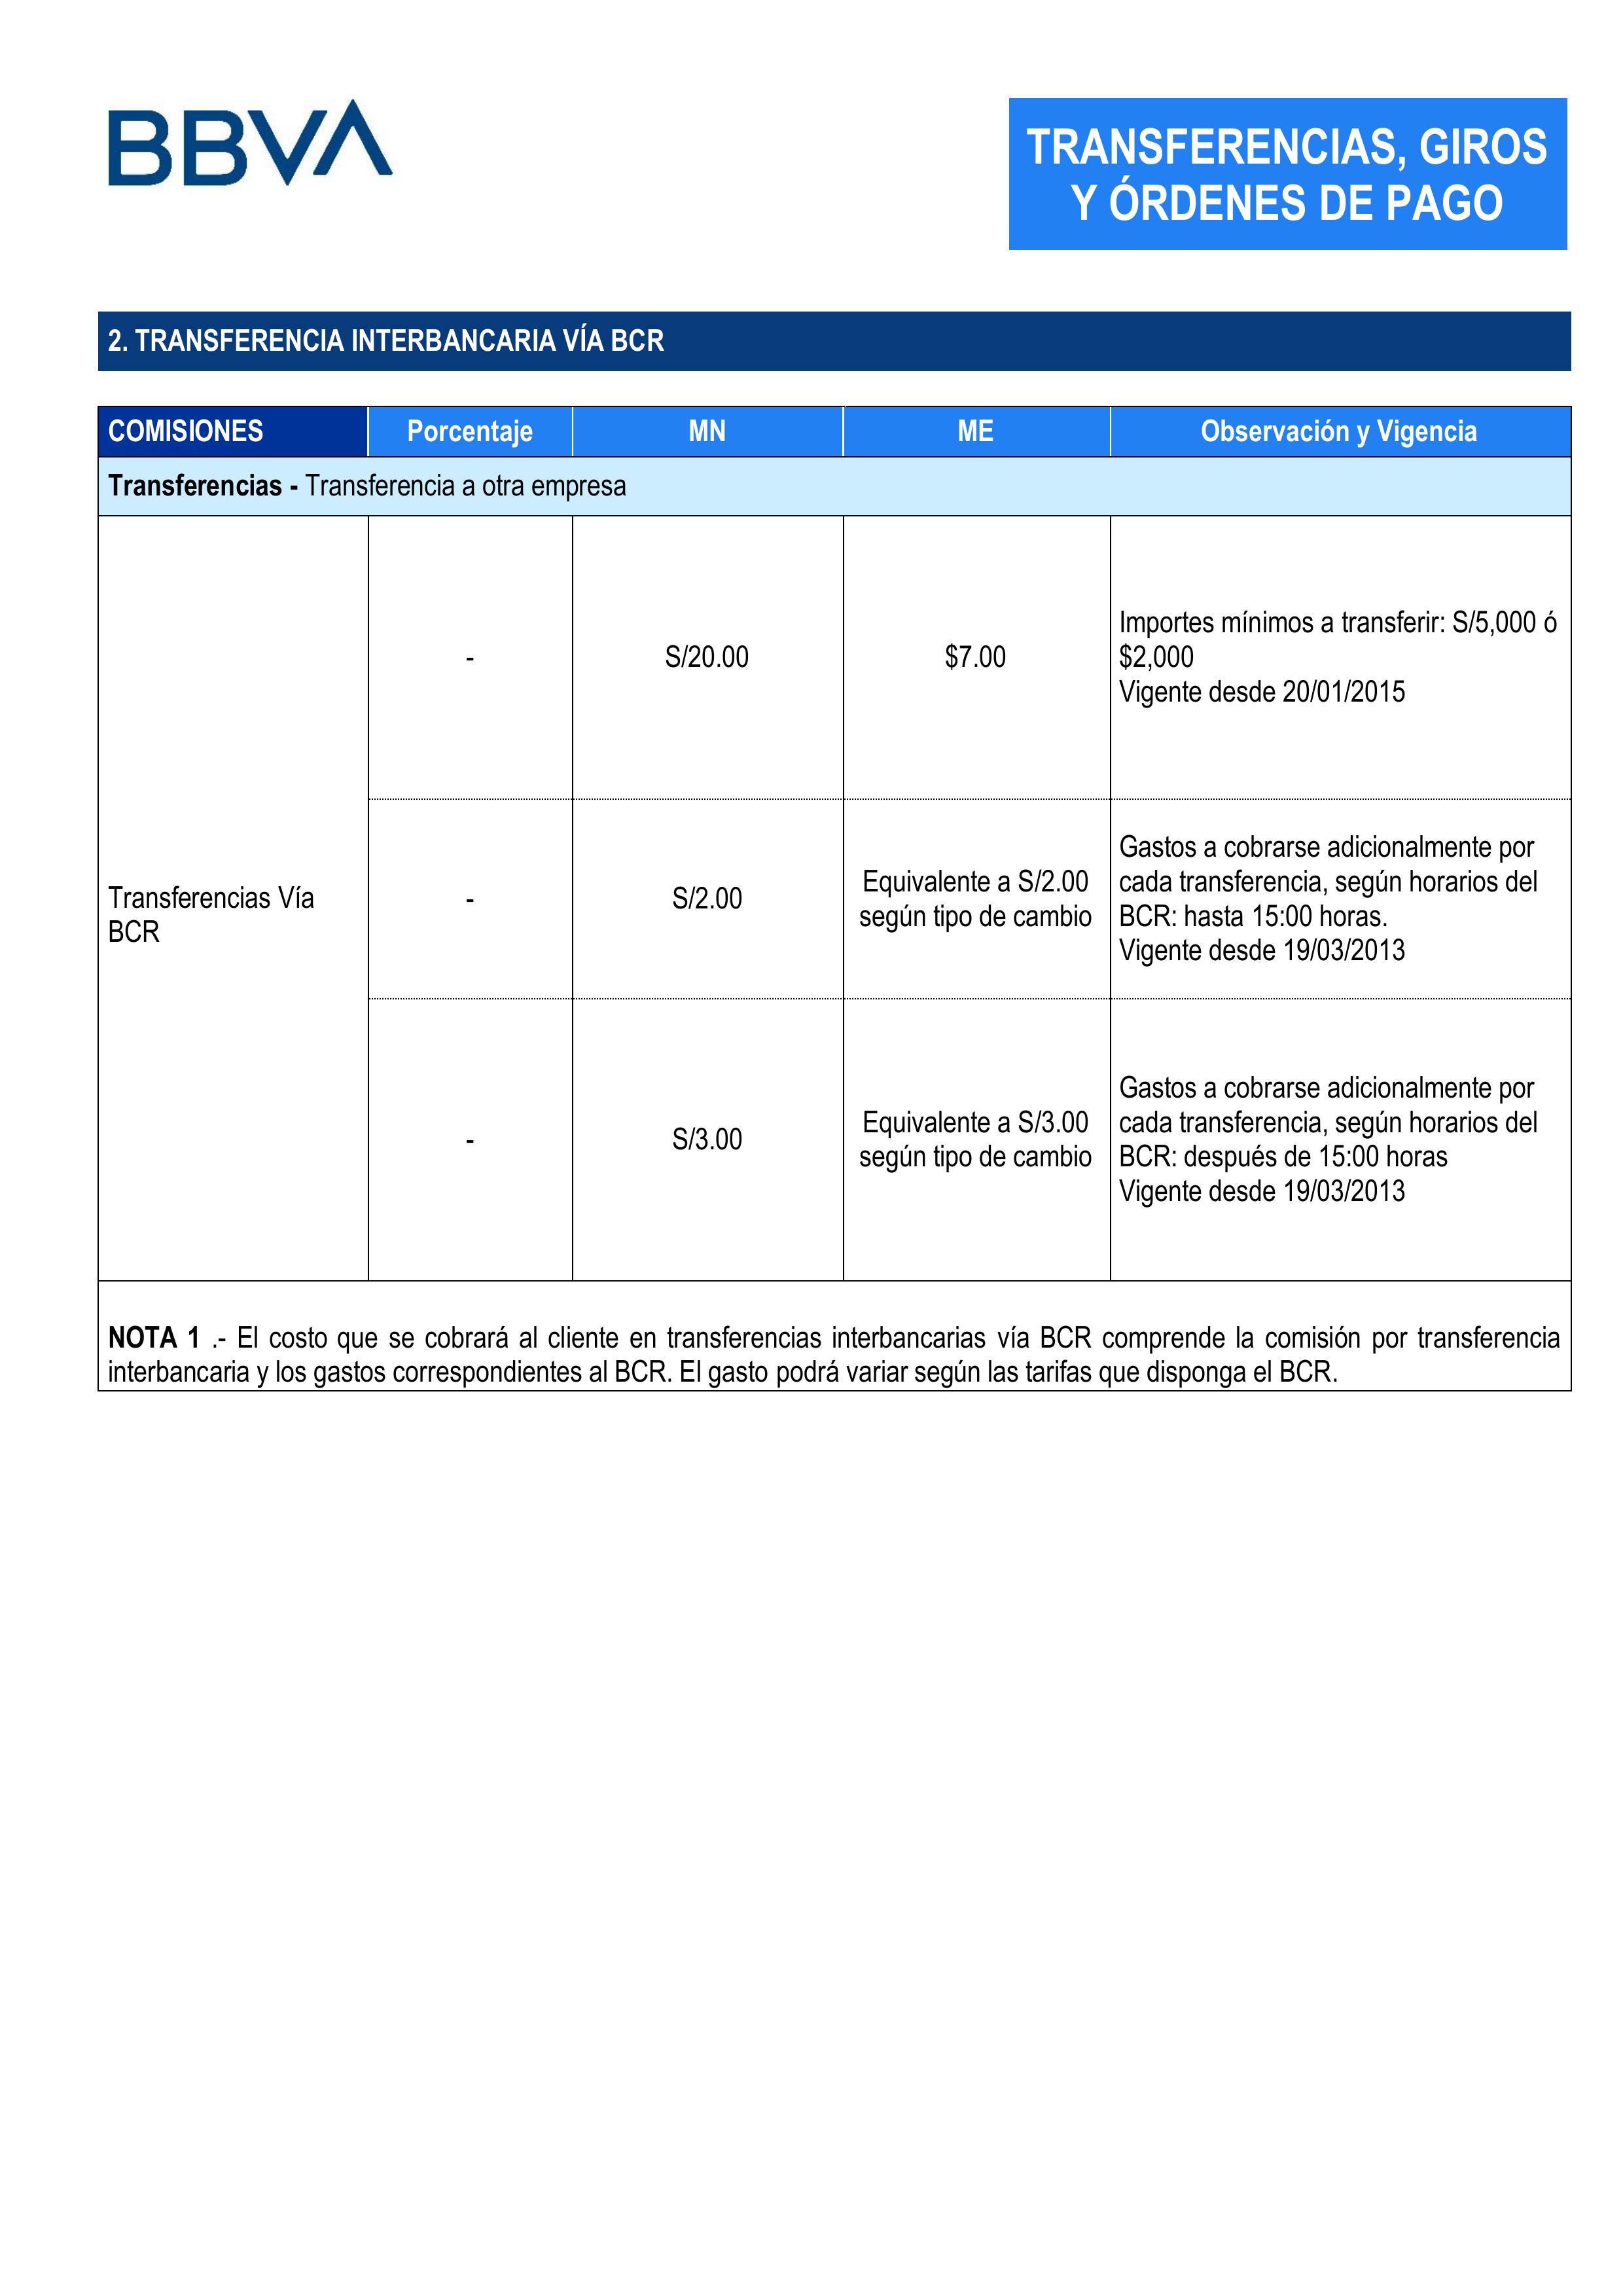 BBVA
TRANSFERENCIAS, GIROS
Y ÓRDENES DE PAGO
2. TRANSFERENCIA INTERBANCARIA VÍA BCR
COMISIONES Porcentaje MN ME Observación y Vigencia
Transferencias - Transferencia a otra empresa
Transferencias Vía
BCR
- S/20.00 $7.00
Importes mínimos a transferir: S/5,000 ó
$2,000
Vigente desde 20/01/2015
- S/2.00
Equivalente a S/2.00
según tipo de cambio
Gastos a cobrarse adicionalmente por
cada transferencia, según horarios del
BCR: hasta 15:00 horas.
Vigente desde 19/03/2013
- S/3.00
Equivalente a S/3.00
según tipo de cambio
Gastos a cobrarse adicionalmente por
cada transferencia, según horarios del
BCR: después de 15:00 horas
Vigente desde 19/03/2013
NOTA 1 .- El costo que se cobrará al cliente en transferencias interbancarias vía BCR comprende la comisión por transferencia
interbancaria y los gastos correspondientes al BCR. El gasto podrá variar según las tarifas que disponga el BCR.